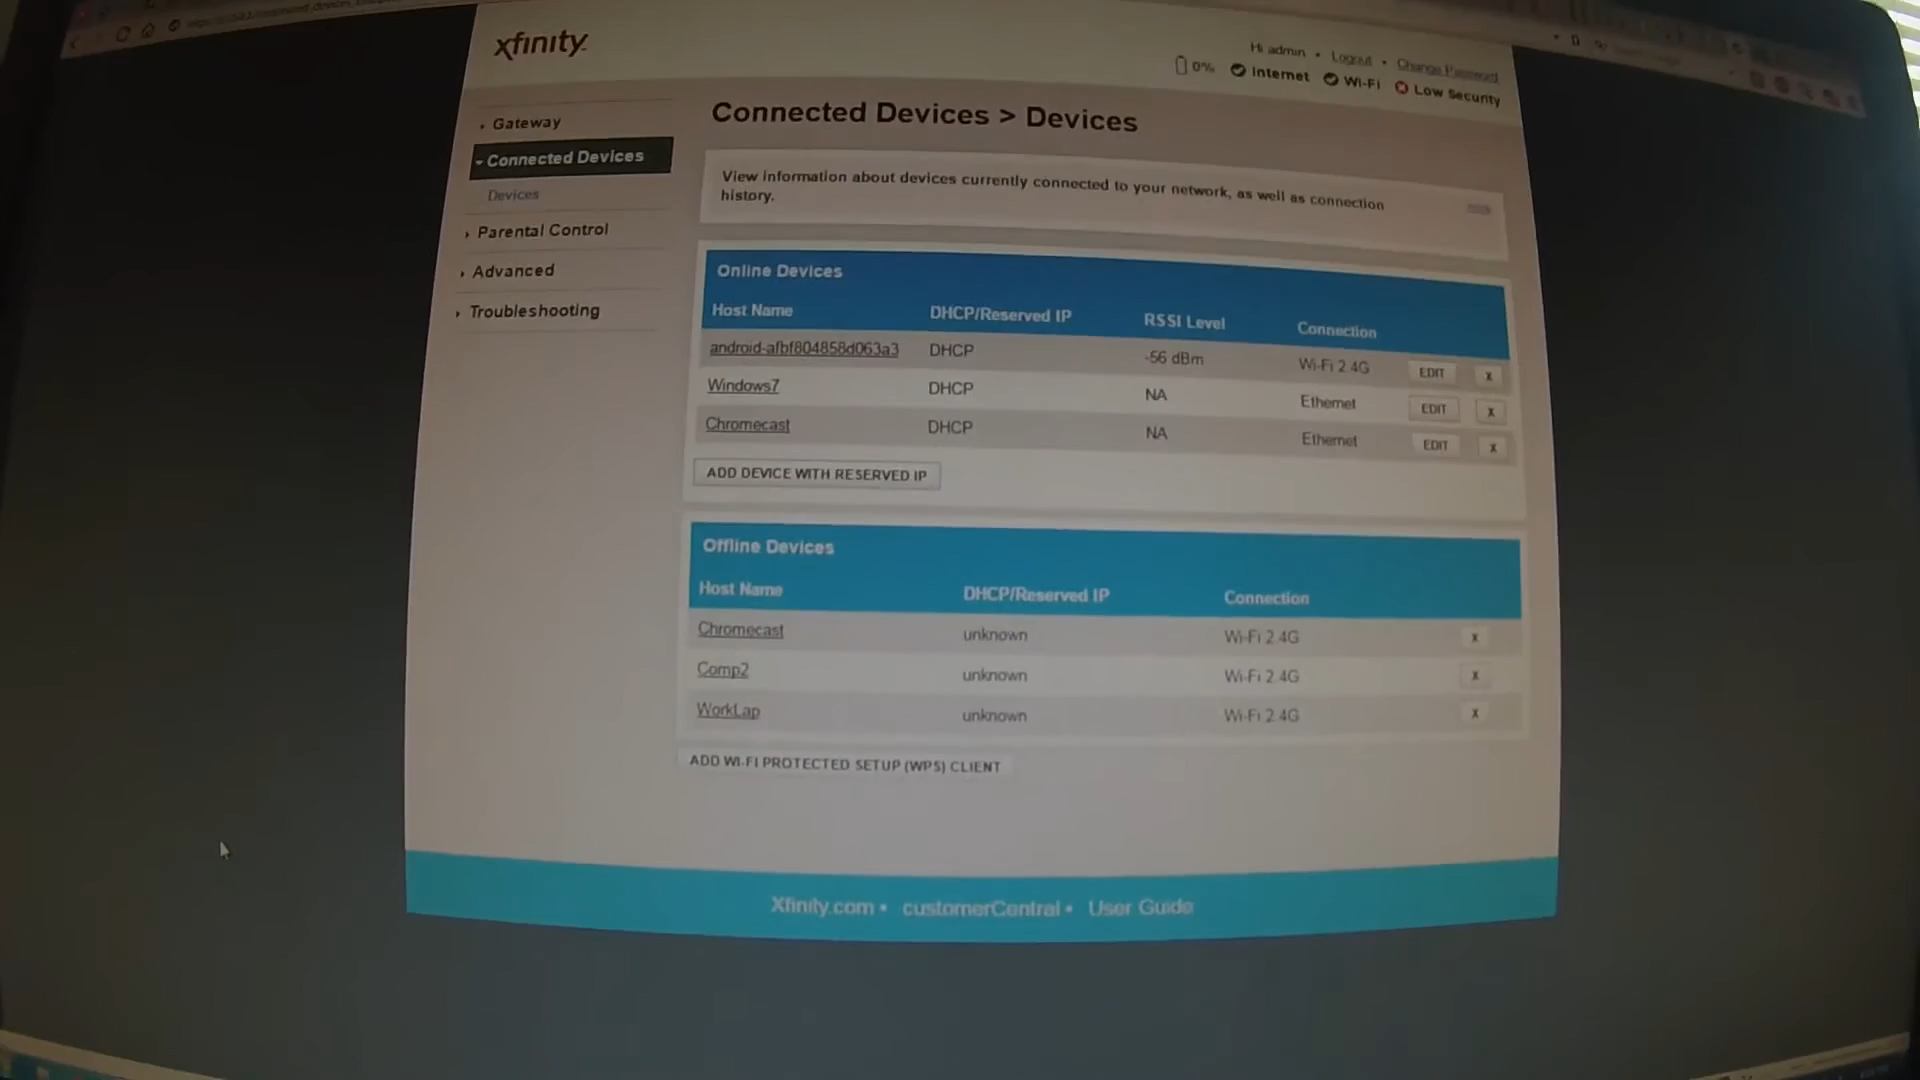 xfinity
Hi admin • Logout • Change Password
0% Internet Wi-Fi Low Security
Gateway
Connected Devices
Devices
Parental Control
Advanced
Troubleshooting
Connected Devices > Devices
View information about devices currently connected to your network, as well as connection
history.
Online Devices
Host Name DHCP/Reserved IP RSSI Level Connection
android-afbf804858d063a3 DHCP -56 dBm Wi-Fi 2.4G EDIT X
Windows7 DHCP NA Ethernet EDIT X
Chromecast DHCP NA Ethernet EDIT X
ADD DEVICE WITH RESERVED IP
Offline Devices
Host Name DHCP/Reserved IP Connection
Chromecast unknown Wi-Fi 2.4G X
Comp2 unknown Wi-Fi 2.4G X
WorkLap unknown Wi-Fi 2.4G X
ADD WI-FI PROTECTED SETUP (WPS) CLIENT
Xfinity.com • customerCentral • User Guide